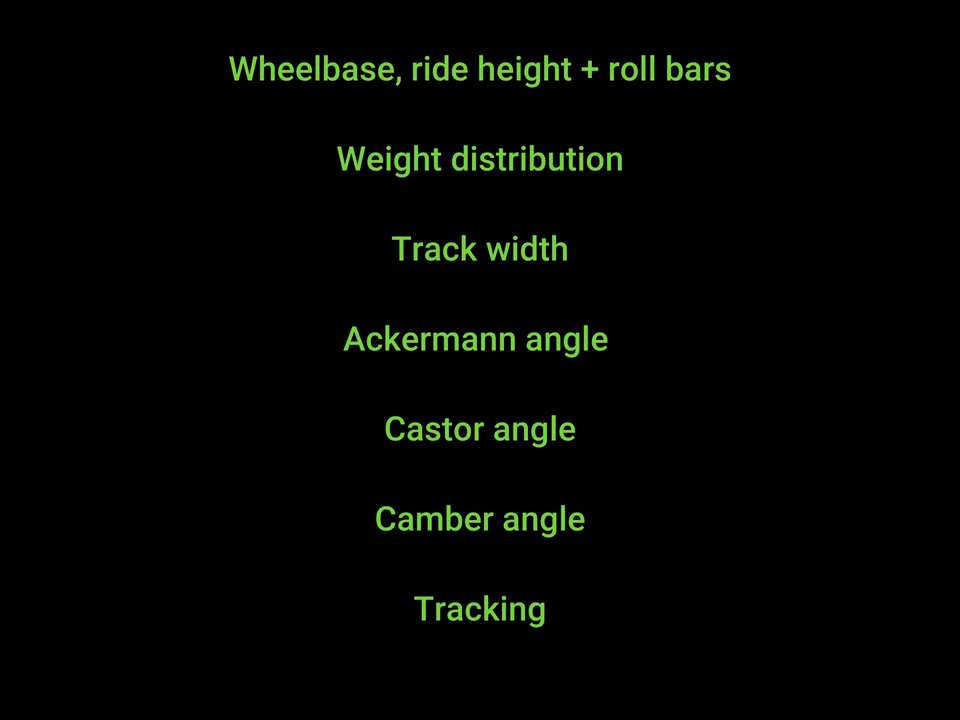 Wheelbase, ride height + roll bars
Weight distribution
Track width
Ackermann angle
Castor angle
Camber angle
Tracking